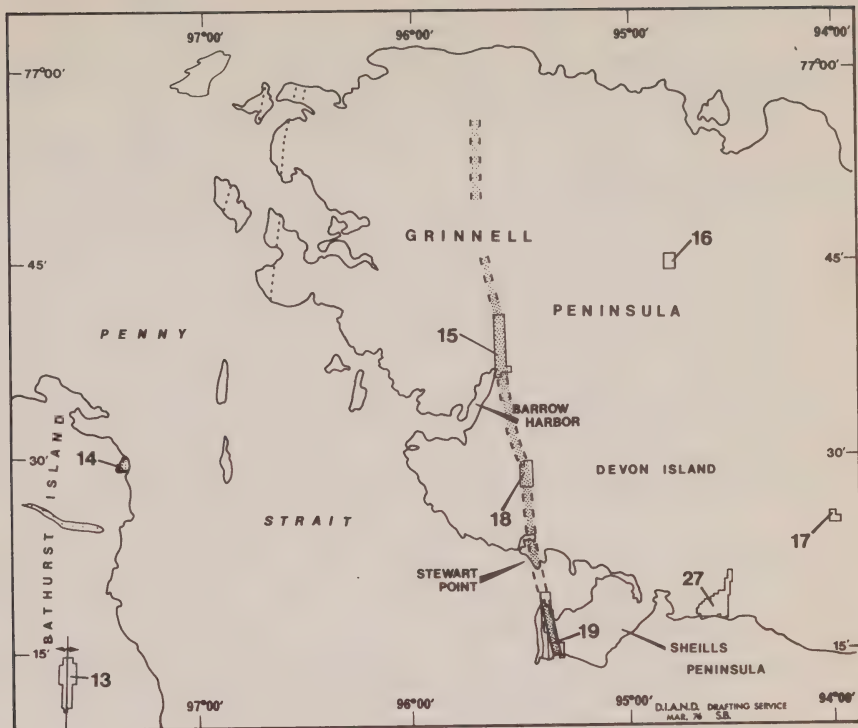 97°00'
96°00'
95°00'
94°00'
77°00'
77°00'
GRINNELL
16
45'
45'
PENINSULA
15
PENNY
BARROW
HARBOR
30'
30'
14
DEVON ISLAND
STRAIT
18
17
BATHURST ISLAND
STEWART
POINT
27
19
SHEILLS
PENINSULA
15'
15'
13
97°00'
96°00'
95°00'
94°00'
D.I.A.N.D. DRAFTING SERVICE
MAR. 76 S.B.